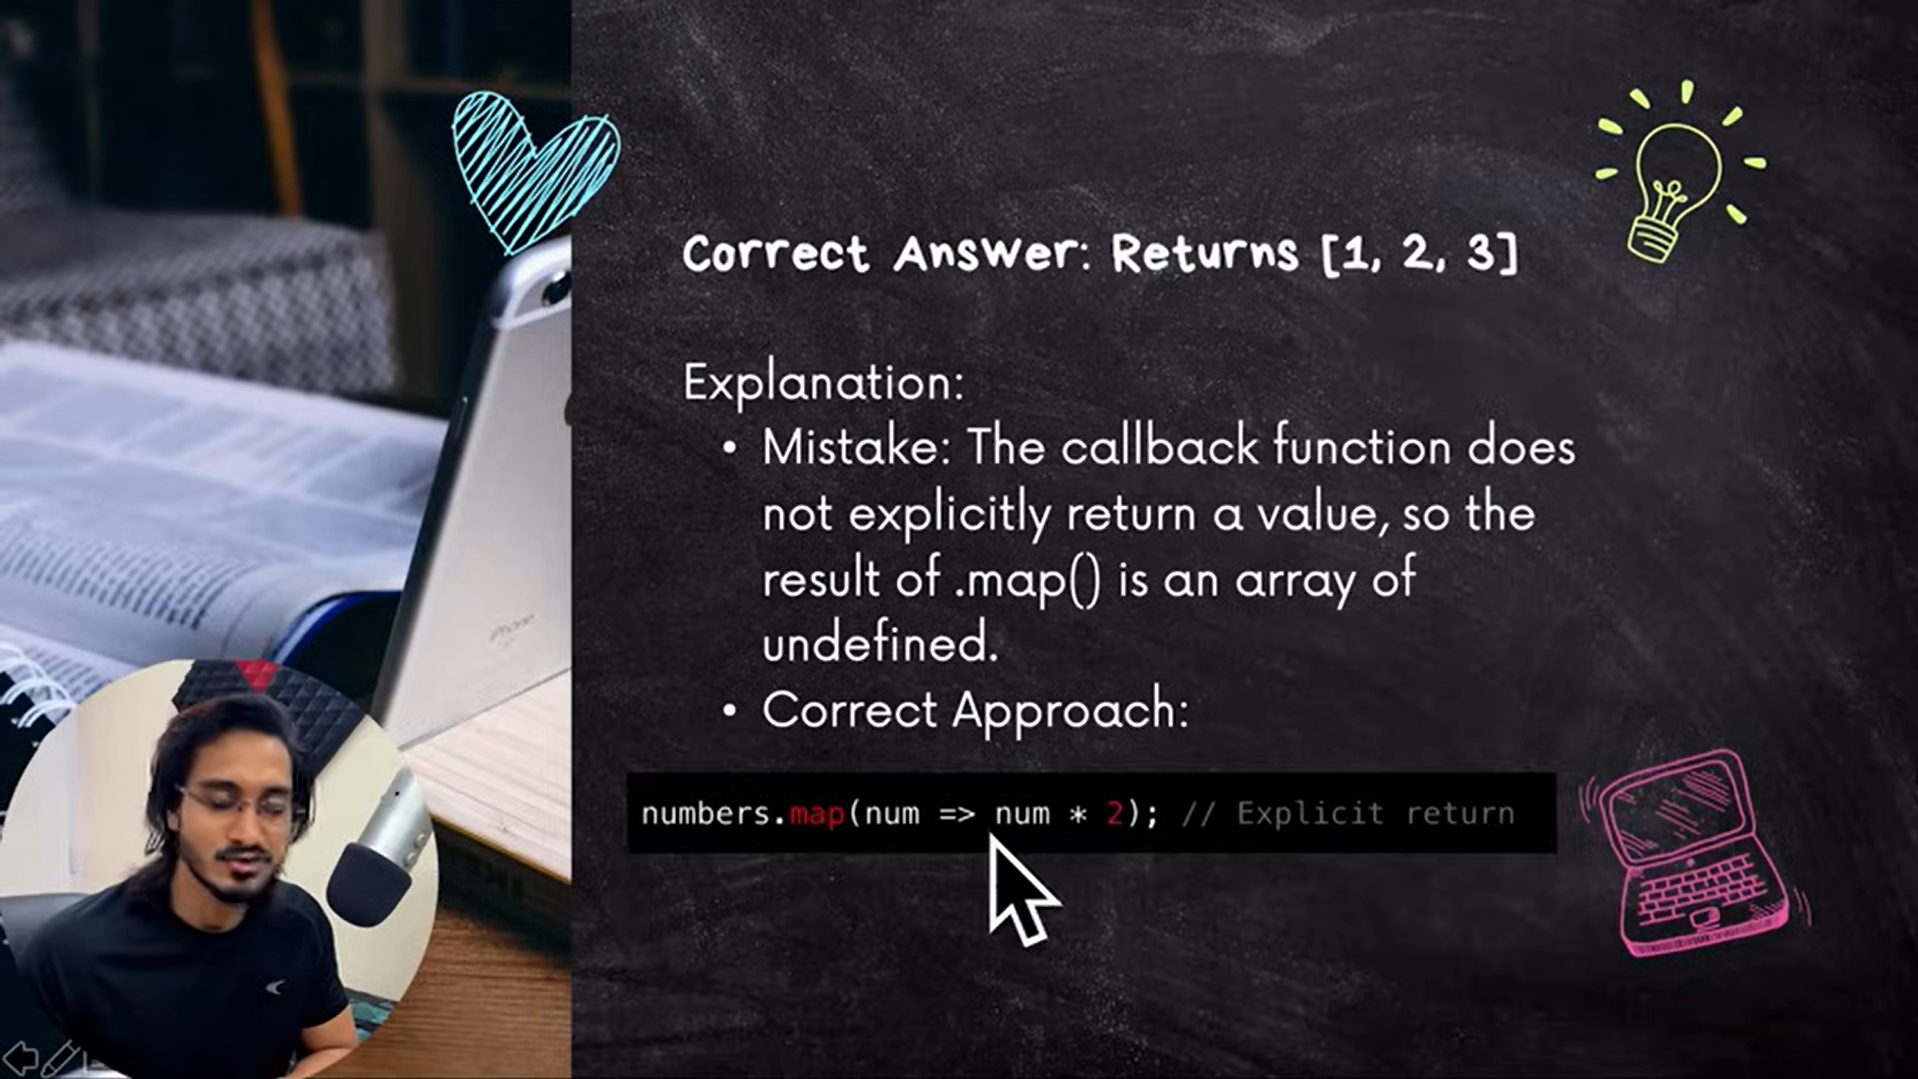 Correct Answer: Returns [1, 2, 3]
Explanation:
• Mistake: The callback function does
not explicitly return a value, so the
result of .map() is an array of
undefined.
• Correct Approach:
numbers.map(num => num * 2); // Explicit return
iPhone